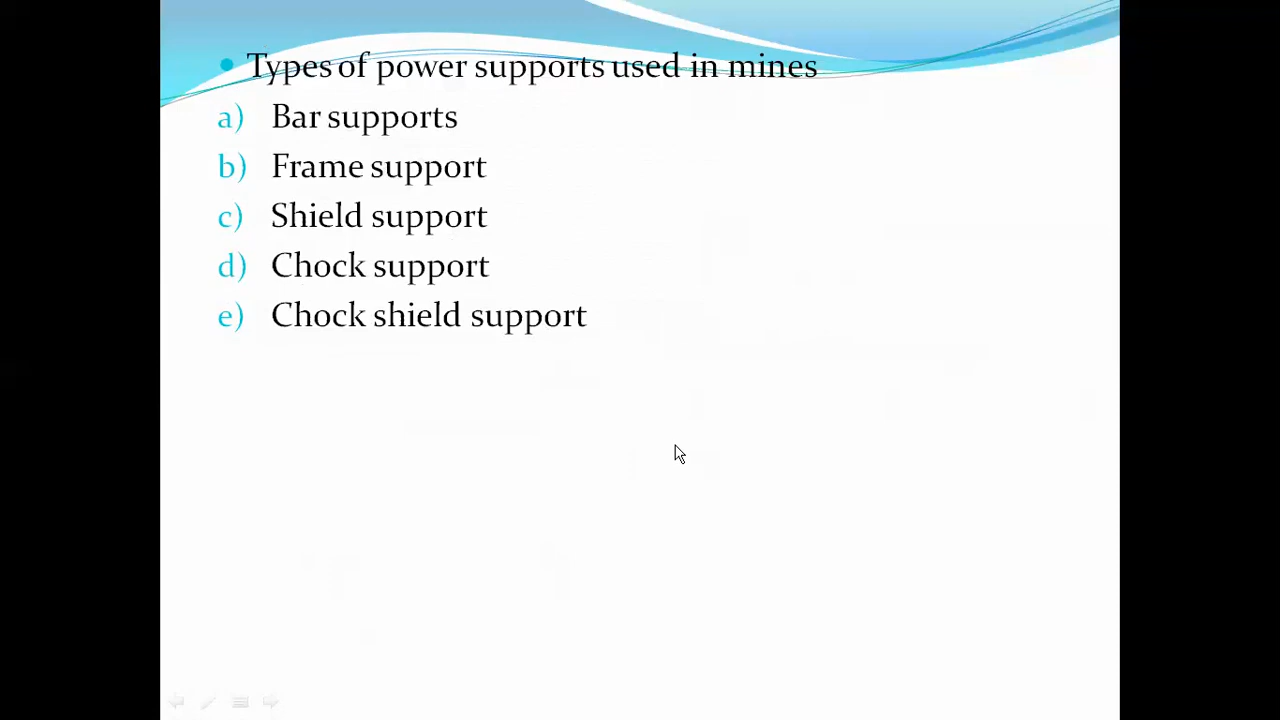 • Types of power supports used in mines
a) Bar supports
b) Frame support
c) Shield support
d) Chock support
e) Chock shield support